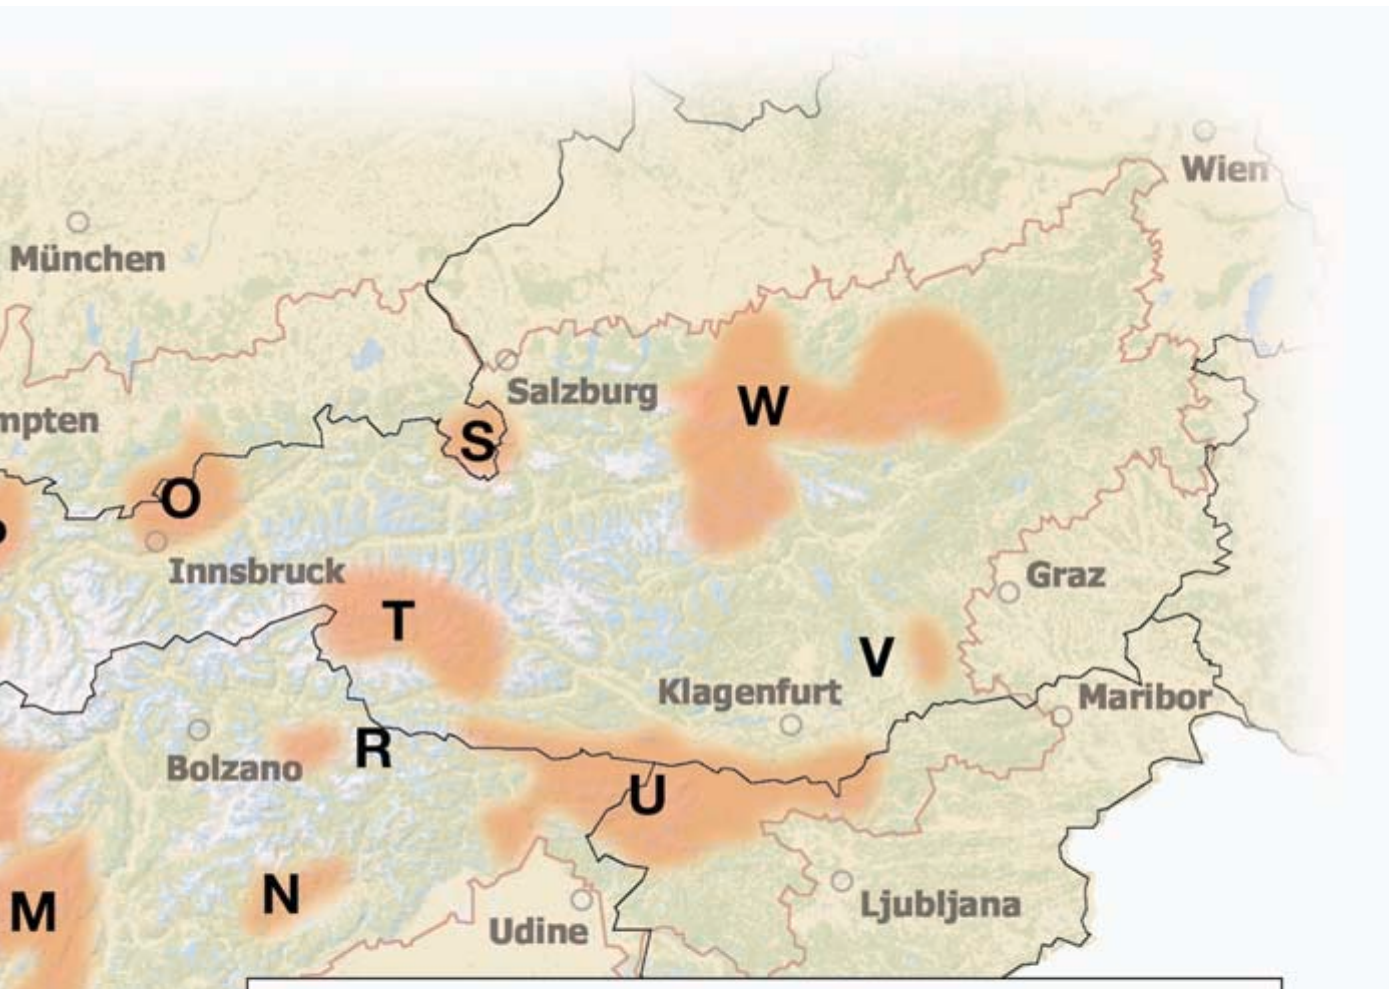 Wien
München
Salzburg
W
mpten
S
O
Innsbruck
Graz
T
V
Klagenfurt
Maribor
Bolzano
R
U
M
N
Udine
Ljubljana